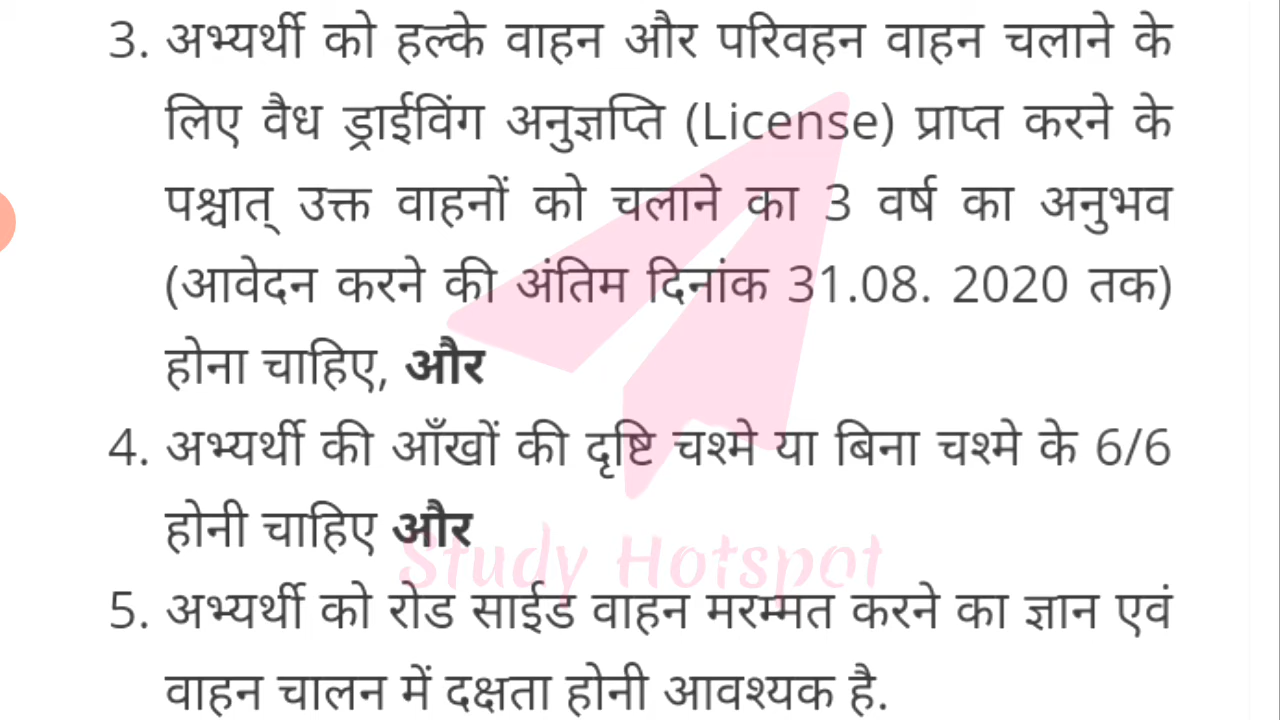 3. अभ्यर्थी को हल्के वाहन और परिवहन वाहन चलाने के
लिए वैध ड्राईविंग अनुज्ञप्ति (License) प्राप्त करने के
पश्चात् उक्त वाहनों को चलाने का 3 वर्ष का अनुभव
(आवेदन करने की अंतिम दिनांक 31.08. 2020 तक)
होना चाहिए, और
4. अभ्यर्थी की आँखों की दृष्टि चश्मे या बिना चश्मे के 6/6
होनी चाहिए और
Study Hotspot
5. अभ्यर्थी को रोड साईड वाहन मरम्मत करने का ज्ञान एवं
वाहन चालन में दक्षता होनी आवश्यक है.